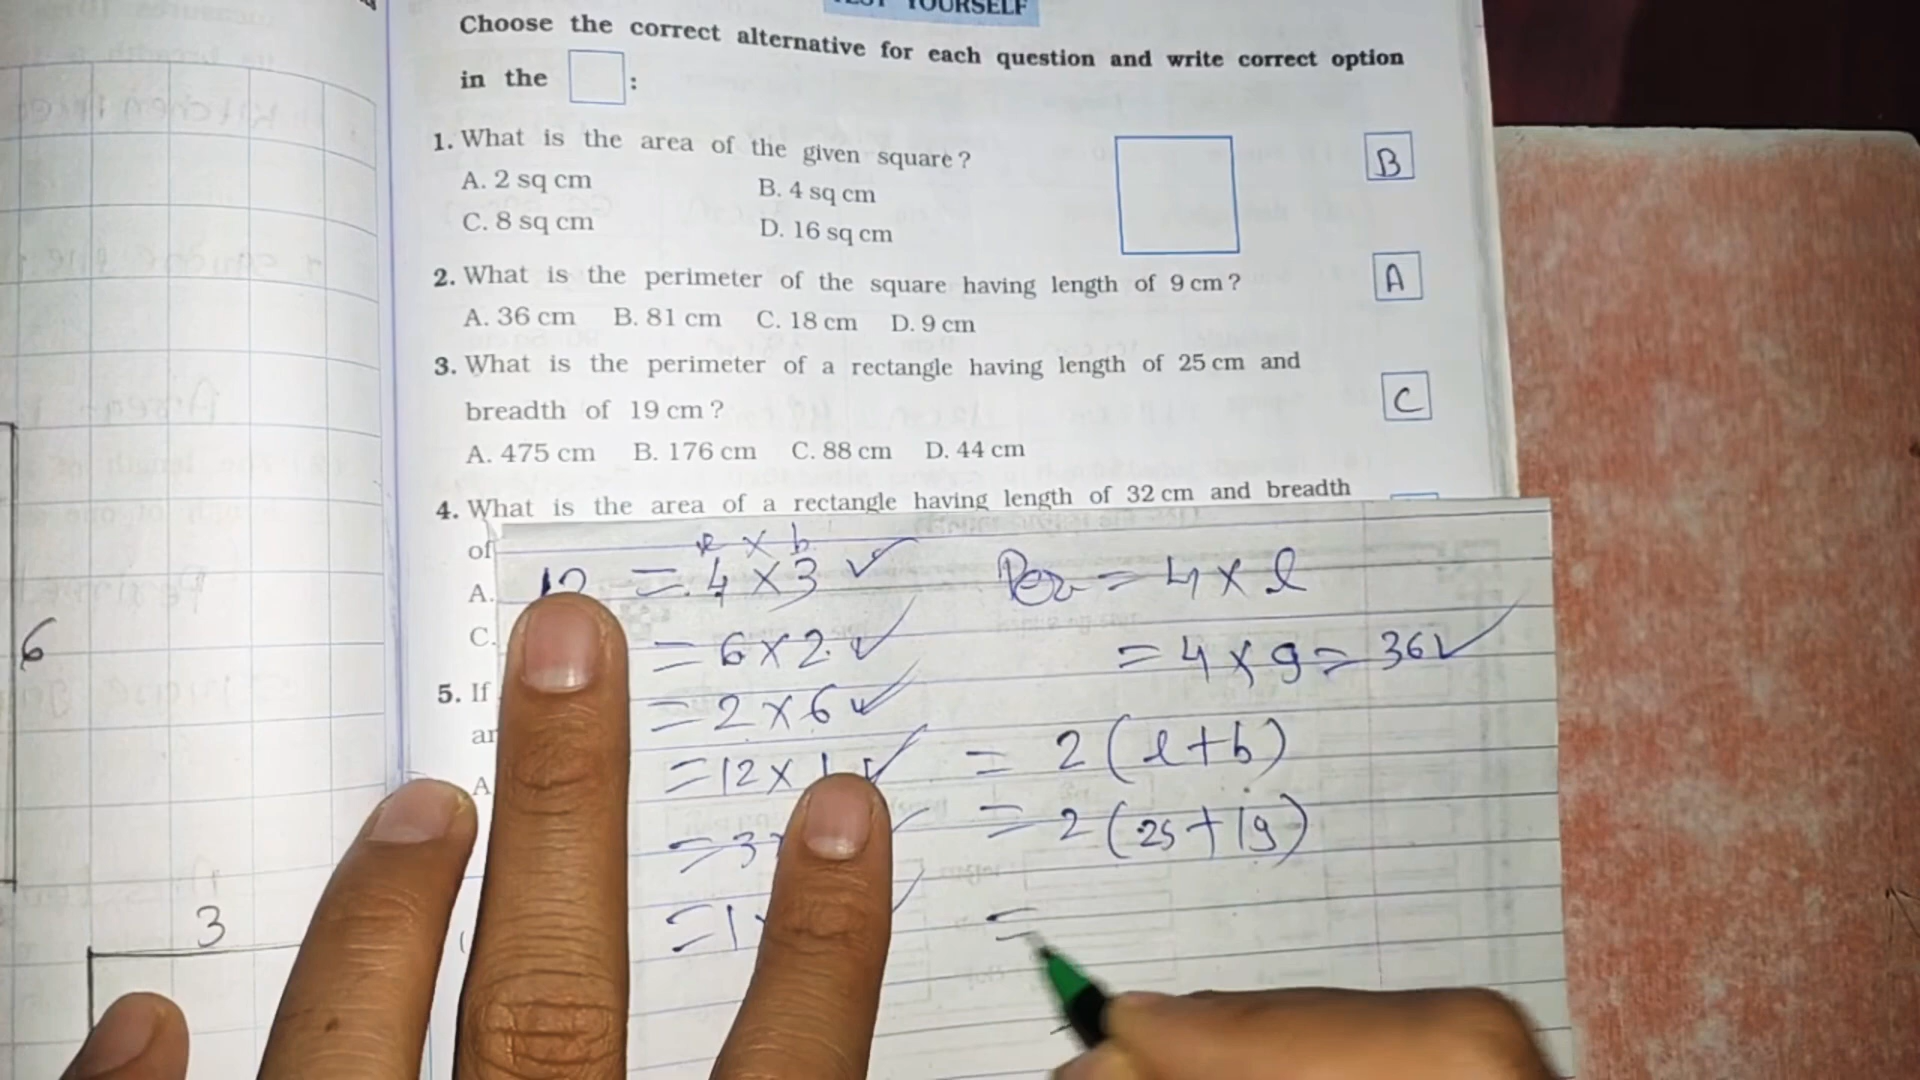 YOURSELF
Choose the correct alternative for each question and write correct option
in the :
1. What is the area of the given square?
B
A. 2 sq cm B. 4 sq cm
C. 8 sq cm D. 16 sq cm
2. What is the perimeter of the square having length of 9 cm?
A
A. 36 cm B. 81 cm C. 18 cm D. 9 cm
3. What is the perimeter of a rectangle having length of 25 cm and
breadth of 19 cm?
C
A. 475 cm B. 176 cm C. 88 cm D. 44 cm
4. What is the area of a rectangle having length of 32 cm and breadth
of
A.
C.
5. If
A
l × b
12 = 4 × 3 ✓
= 6 × 2 ✓
= 2 × 6 ✓
= 12 × 1 ✓
= 3
= 1
Per = 4 × l
= 4 × 9 = 36 ✓
= 2 (l + b)
= 2 (25 + 19)
=
6
3